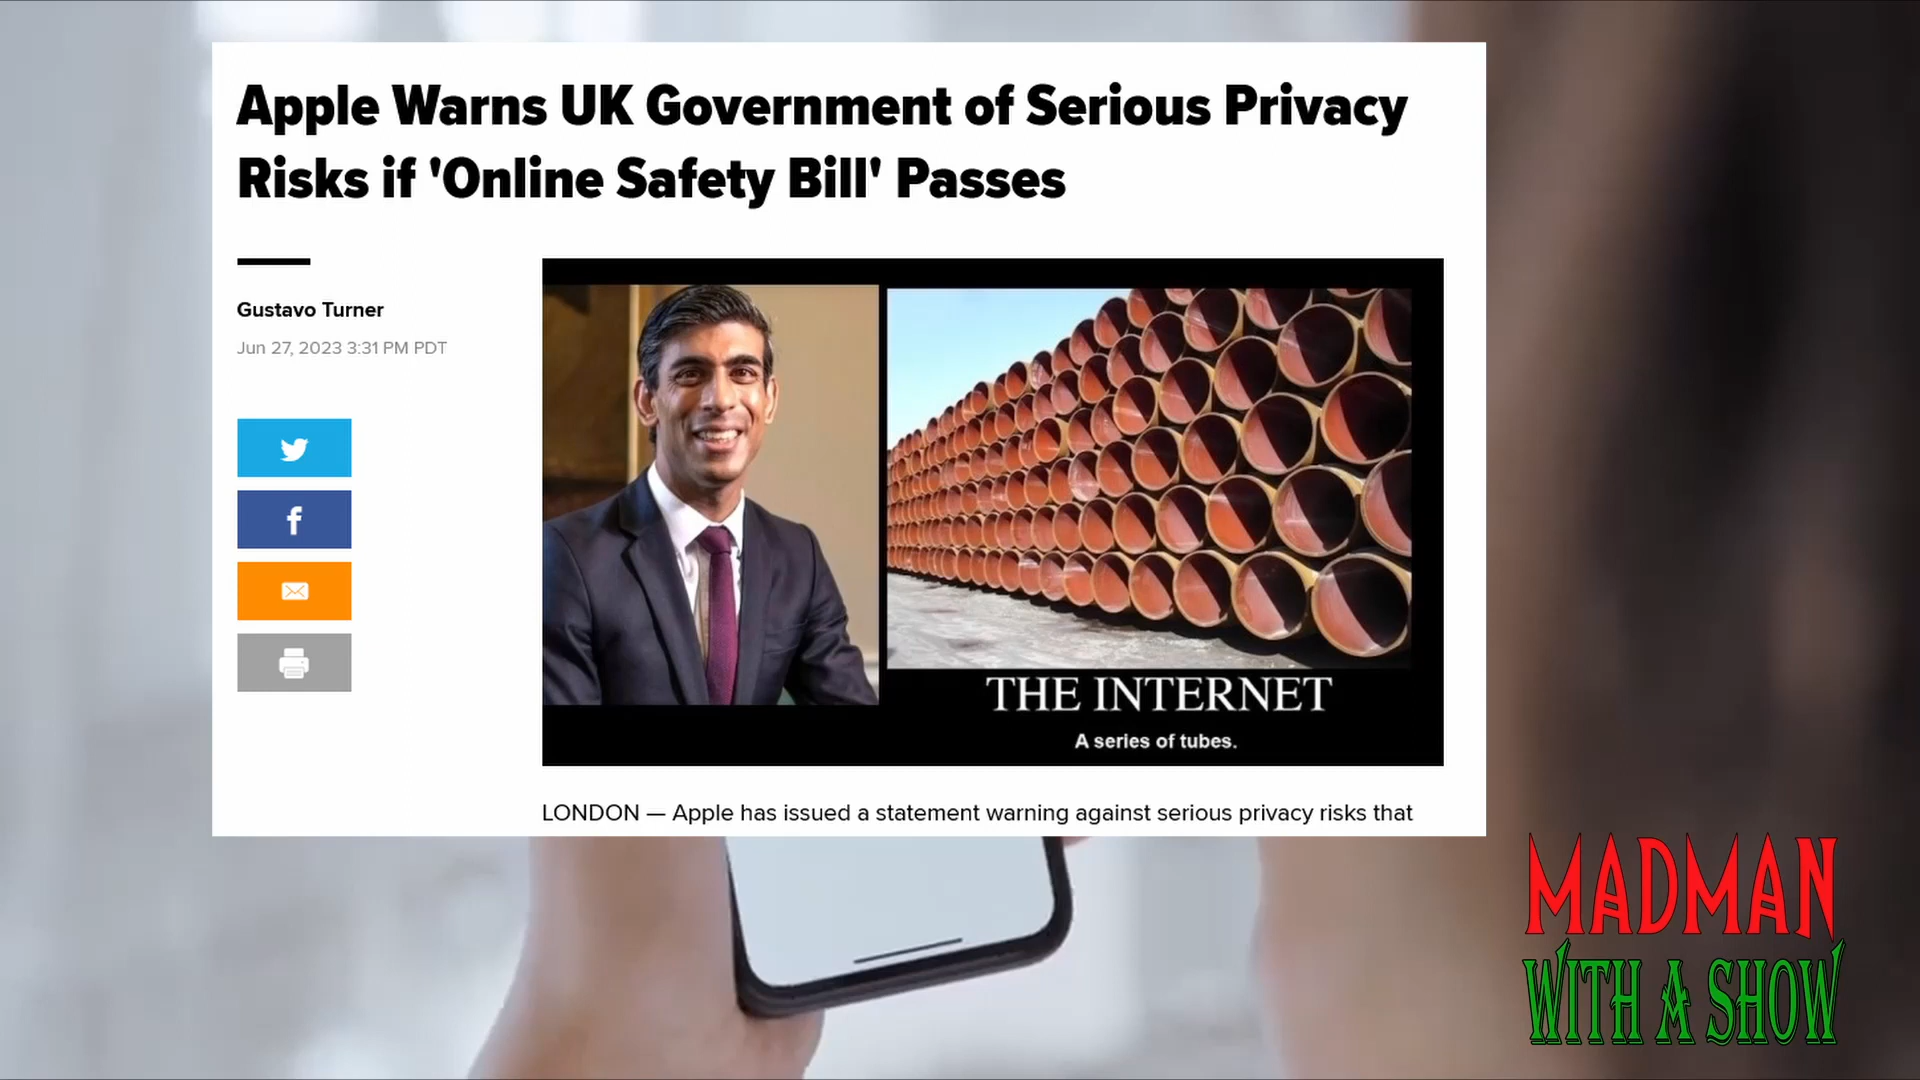 Apple Warns UK Government of Serious Privacy
Risks if 'Online Safety Bill' Passes
Gustavo Turner
Jun 27, 2023 3:31 PM PDT
THE INTERNET
A series of tubes.
LONDON — Apple has issued a statement warning against serious privacy risks that
MADMAN
WITH A SHOW